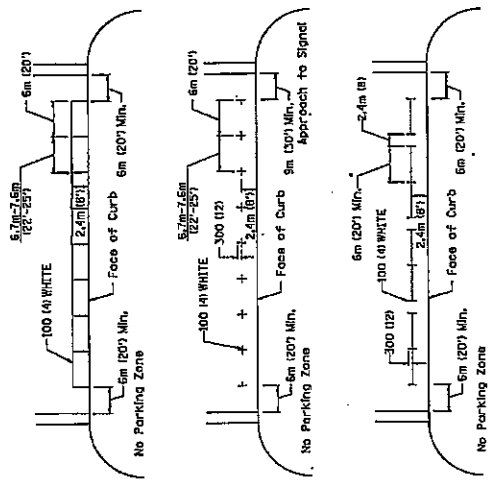 6m (20')
6.7m-7.6m
(22'-25')
2.4m (8')
100 (4) WHITE
Face of Curb
6m (20') Min.
6m (20') Min.
No Parking Zone
6m (20')
6.7m-7.6m
(22'-25')
300 (12)
2.4m (8')
100 (4) WHITE
Face of Curb
9m (30') Min.
Approach to Signal
6m (20') Min.
No Parking Zone
2.4m (8)
6m (20') Min.
2.4m (8')
100 (4) WHITE
300 (12)
Face of Curb
6m (20') Min.
6m (20') Min.
No Parking Zone